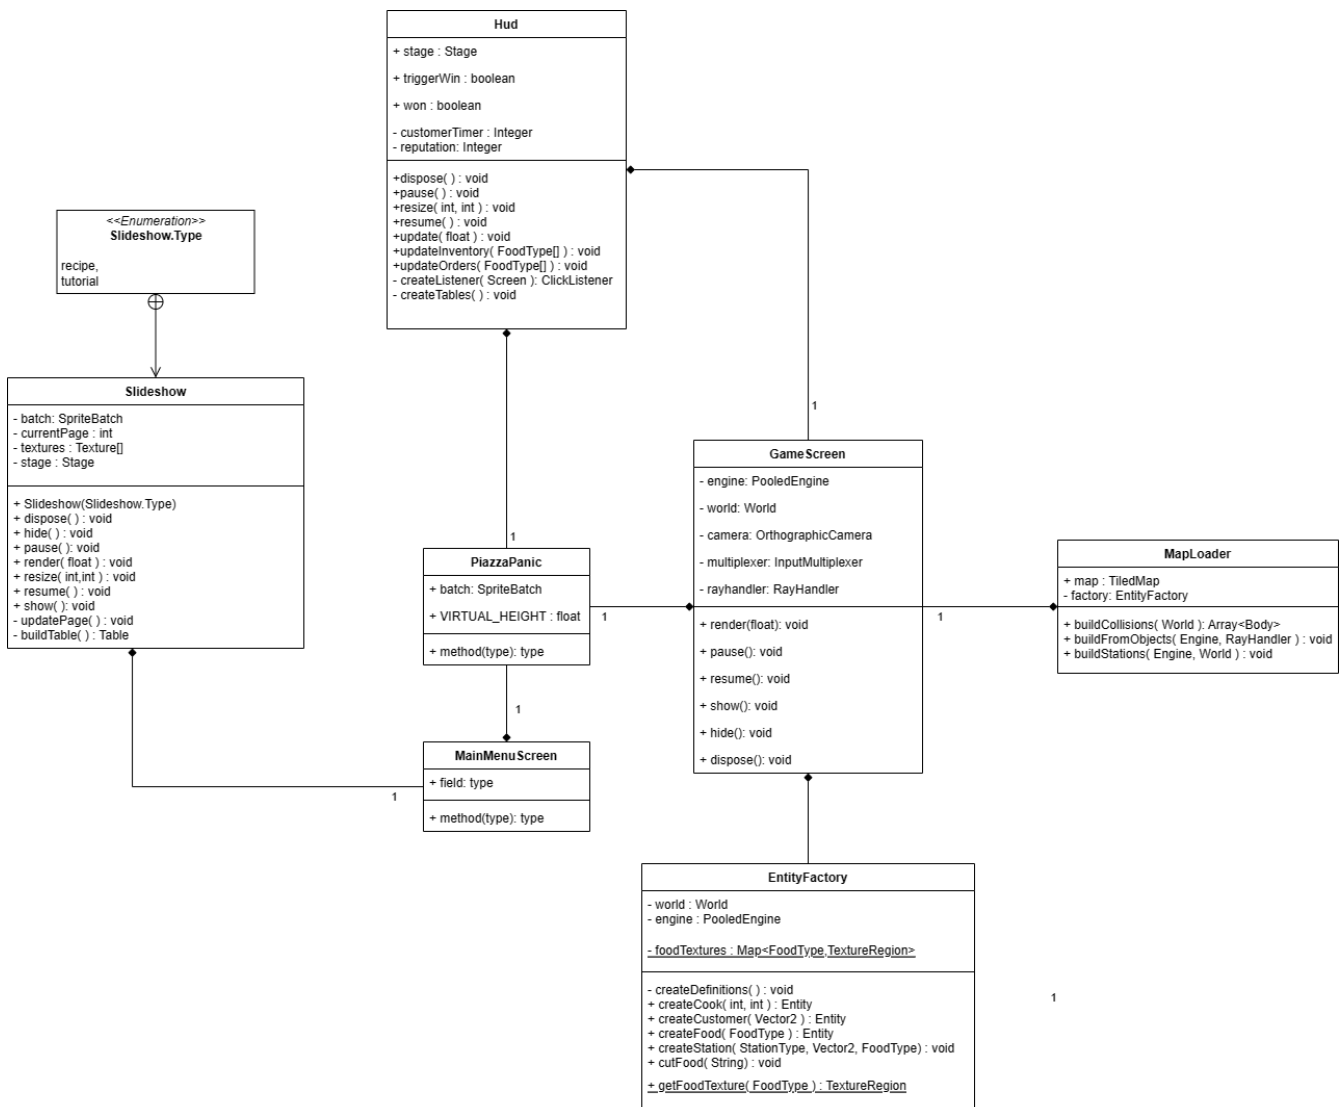 Hud
+ stage : Stage
+ triggerWin : boolean
+ won : boolean
- customerTimer : Integer
- reputation: Integer
+dispose( ) : void
+pause( ) : void
+resize( int, int ) : void
+resume( ) : void
+update( float ) : void
+updateInventory( FoodType[] ) : void
+updateOrders( FoodType[] ) : void
- createListener( Screen ): ClickListener
- createTables( ) : void
<<Enumeration>>
Slideshow.Type
recipe,
tutorial
Slideshow
- batch: SpriteBatch
- currentPage : int
- textures : Texture[]
- stage : Stage
+ Slideshow(Slideshow.Type)
+ dispose( ) : void
+ hide( ) : void
+ pause( ): void
+ render( float ) : void
+ resize( int,int ) : void
+ resume( ) : void
+ show( ): void
- updatePage( ) : void
- buildTable( ) : Table
1
1
PiazzaPanic
+ batch: SpriteBatch
+ VIRTUAL_HEIGHT : float
+ method(type): type
1
1
MainMenuScreen
+ field: type
+ method(type): type
1
GameScreen
- engine: PooledEngine
- world: World
- camera: OrthographicCamera
- multiplexer: InputMultiplexer
- rayhandler: RayHandler
+ render(float): void
+ pause(): void
+ resume(): void
+ show(): void
+ hide(): void
+ dispose(): void
1
MapLoader
+ map : TiledMap
- factory: EntityFactory
+ buildCollisions( World ): Array<Body>
+ buildFromObjects( Engine, RayHandler ) : void
+ buildStations( Engine, World ) : void
EntityFactory
- world : World
- engine : PooledEngine
- foodTextures : Map<FoodType,TextureRegion>
- createDefinitions( ) : void
+ createCook( int, int ) : Entity
+ createCustomer( Vector2 ) : Entity
+ createFood( FoodType ) : Entity
+ createStation( StationType, Vector2, FoodType) : void
+ cutFood( String) : void
+ getFoodTexture( FoodType ) : TextureRegion
1